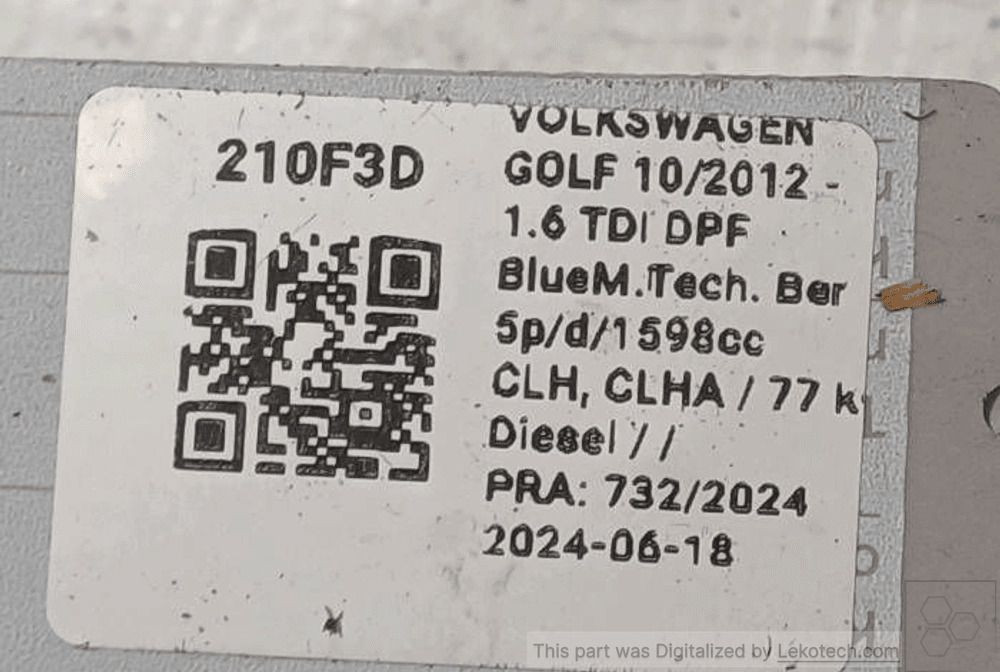 210F3D
VOLKSWAGEN
GOLF 10/2012 -
1.6 TDI DPF
BlueM.Tech. Ber
5p/d/1598cc
CLH, CLHA / 77 k
Diesel / /
PRA: 732/2024
2024-06-18
This part was Digitalized by Lekotech.com